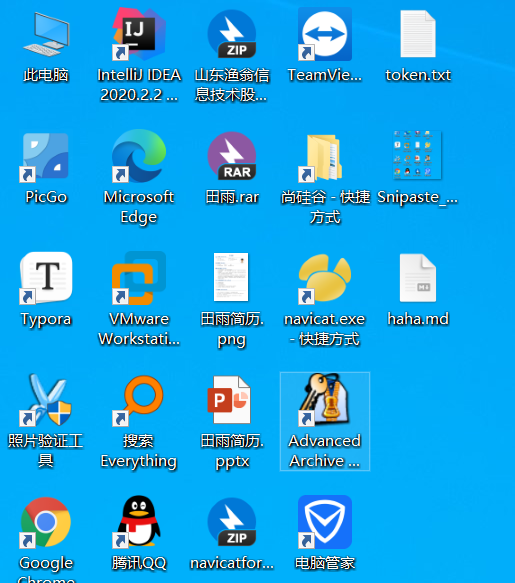 此电脑
IntelliJ IDEA
2020.2.2 ...
IJ
ZIP
山东渔翁信
息技术股...
TeamVie...
token.txt
PicGo
Microsoft
Edge
RAR
田雨.rar
尚硅谷 - 快捷
方式
Snipaste_...
T
Typora
VMware
Workstati...
田雨简历.
png
navicat.exe
- 快捷方式
haha.md
照片验证工
具
搜索
Everything
P
田雨简历.
pptx
Advanced
Archive ...
Google
Chrome
腾讯QQ
ZIP
navicatfor...
电脑管家